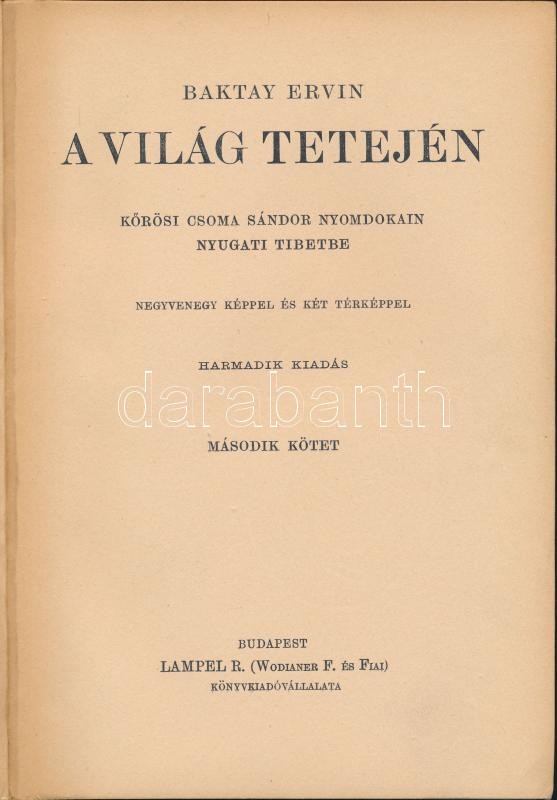 BAKTAY ERVIN
A VILÁG TETEJÉN
KŐRÖSI CSOMA SÁNDOR NYOMDOKAIN
NYUGATI TIBETBE
NEGYVENEGY KÉPPEL ÉS KÉT TÉRKÉPPEL
HARMADIK KIADÁS
darabanth
MÁSODIK KÖTET
BUDAPEST
LAMPEL R. (WODIANER F. ÉS FIAI)
KÖNYVKIADÓVÁLLALATA